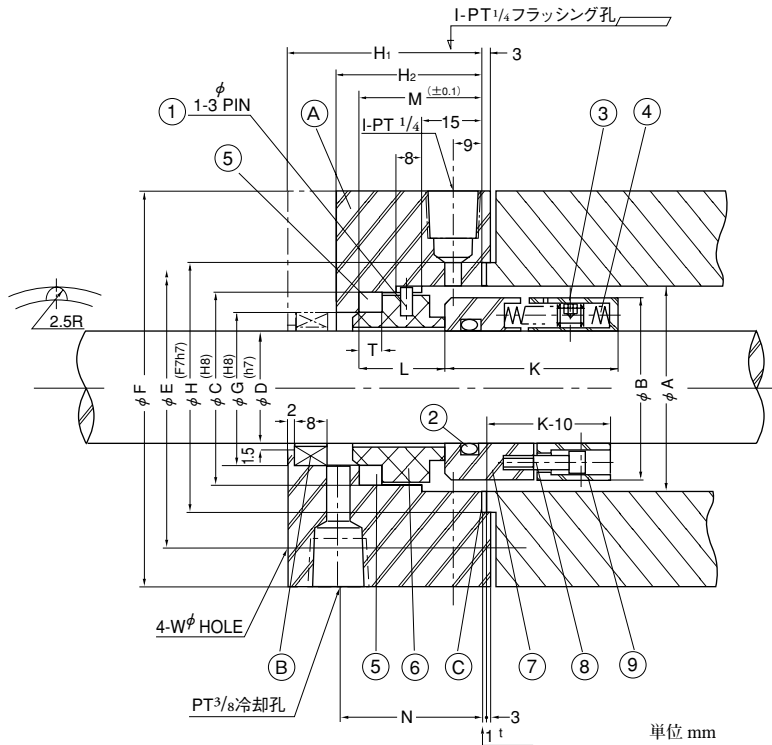 I-PT 1/4 フラッシング孔
H1
3
H2
M (±0.1)
φ
1-3 PIN
1
A
I-PT 1/4
15
9
8
3
4
5
2.5R
T
L
K
φF
φE
φH (F7h7)
φC (H8)
φG (H8)
φD (h7)
φB
φA
2
8
1.5
2
K-10
4-Wφ HOLE
B
5
6
C
7
8
9
PT3/8冷却孔
N
3
1 t
単位 mm